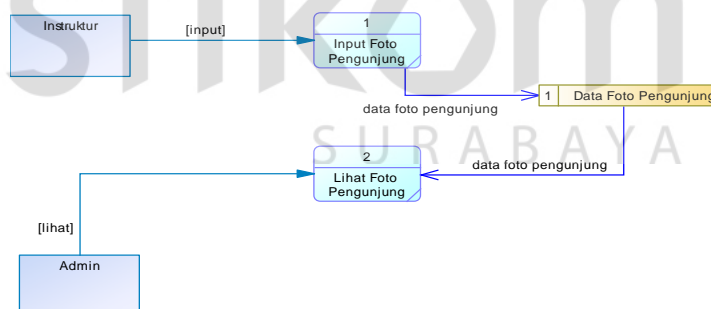 stikom
SURABAYA
Instruktur
[input]
1
Input Foto
Pengunjung
data foto pengunjung
1 Data Foto Pengunjung
2
Lihat Foto
Pengunjung
data foto pengunjung
[lihat]
Admin